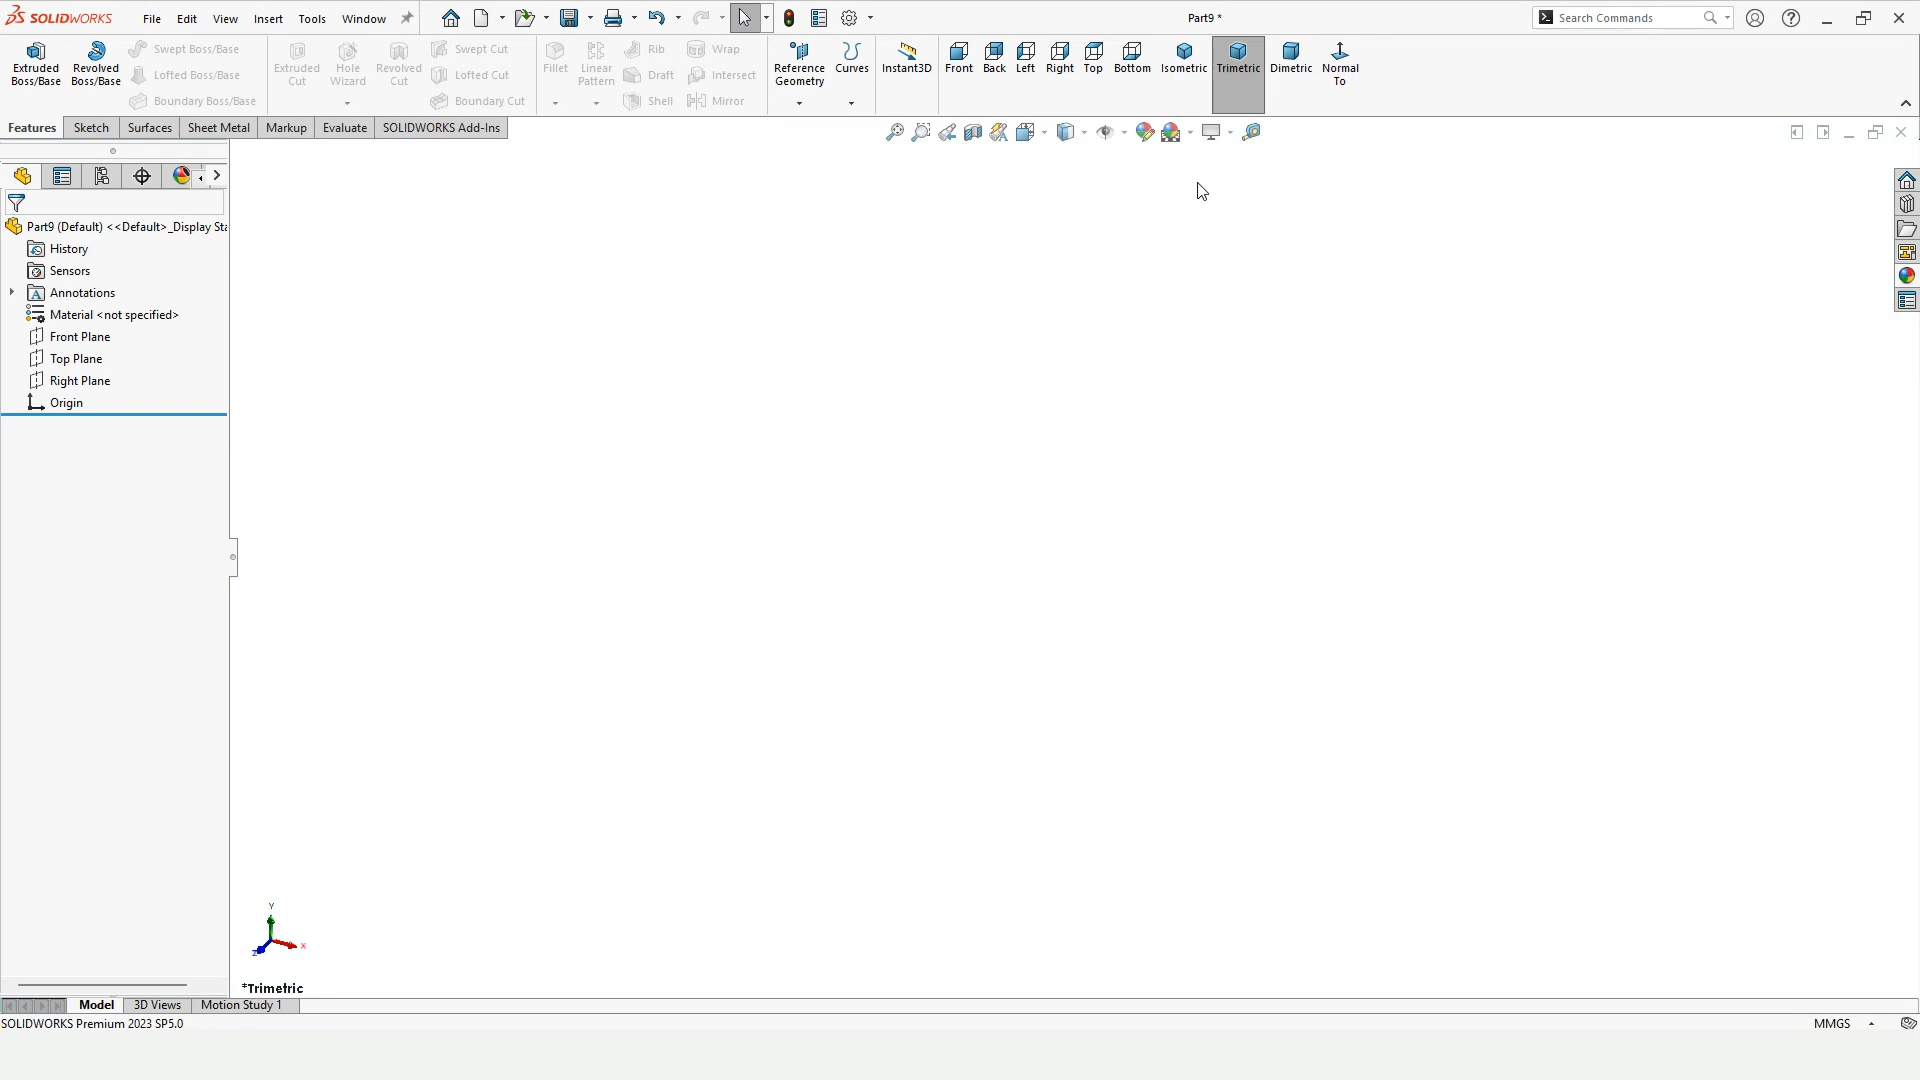 SOLIDWORKS File Edit View Insert Tools Window Part9 * Search Commands
Extruded Boss/Base Revolved Boss/Base Swept Boss/Base Lofted Boss/Base Boundary Boss/Base Extruded Cut Hole Wizard Revolved Cut Swept Cut Lofted Cut Boundary Cut Fillet Linear Pattern Rib Draft Shell Wrap Intersect Mirror Reference Geometry Curves Instant3D Front Back Left Right Top Bottom Isometric Trimetric Dimetric Normal To
Features Sketch Surfaces Sheet Metal Markup Evaluate SOLIDWORKS Add-Ins
Part9 (Default) <<Default>_Display Sta
History
Sensors
Annotations
Material <not specified>
Front Plane
Top Plane
Right Plane
Origin
Y
X
Z
*Trimetric
Model 3D Views Motion Study 1
SOLIDWORKS Premium 2023 SP5.0 MMGS